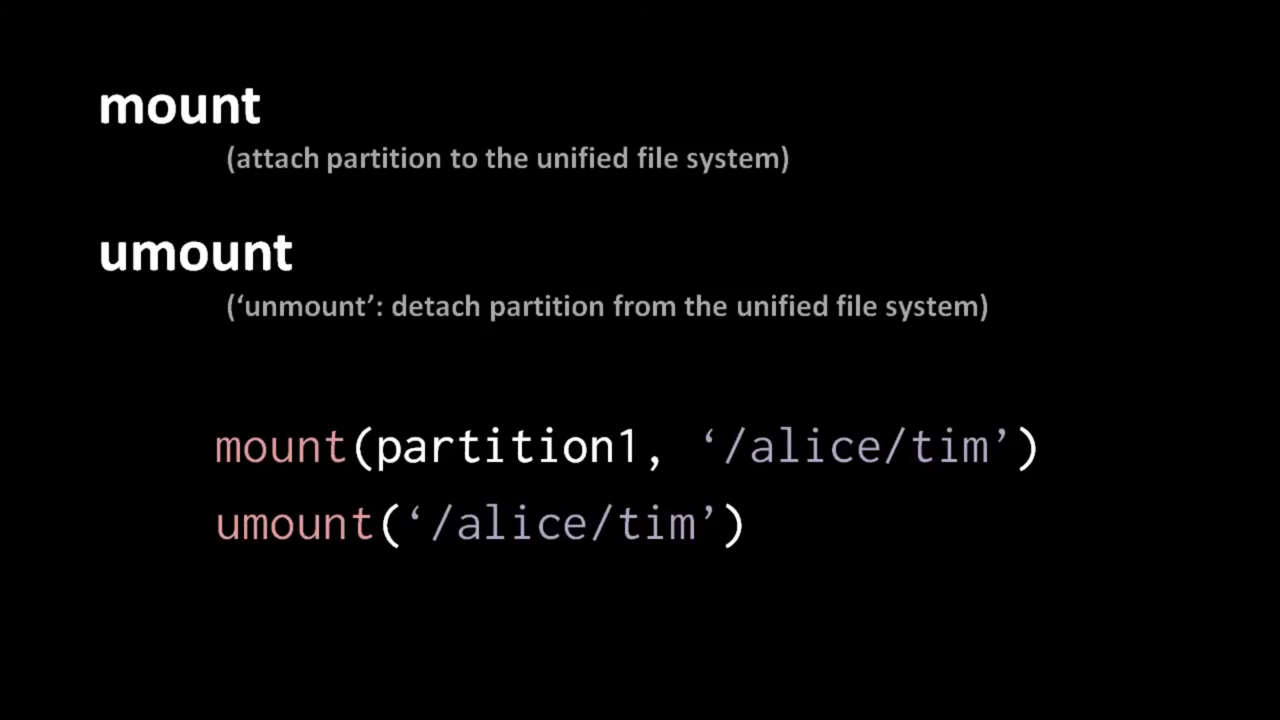 mount
(attach partition to the unified file system)
umount
(‘unmount’: detach partition from the unified file system)
mount(partition1, ‘/alice/tim’)
umount(‘/alice/tim’)